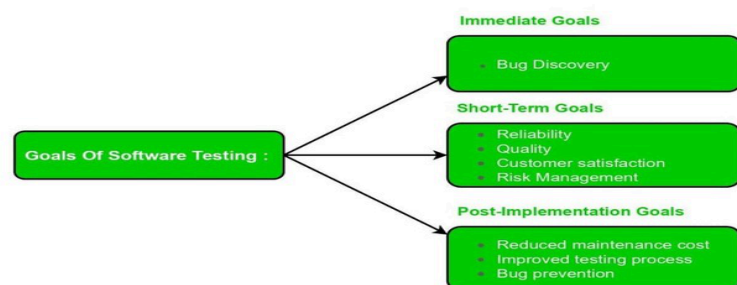 Immediate Goals
• Bug Discovery
Short-Term Goals
• Reliability
• Quality
• Customer satisfaction
• Risk Management
Goals Of Software Testing :
Post-Implementation Goals
• Reduced maintenance cost
• Improved testing process
• Bug prevention